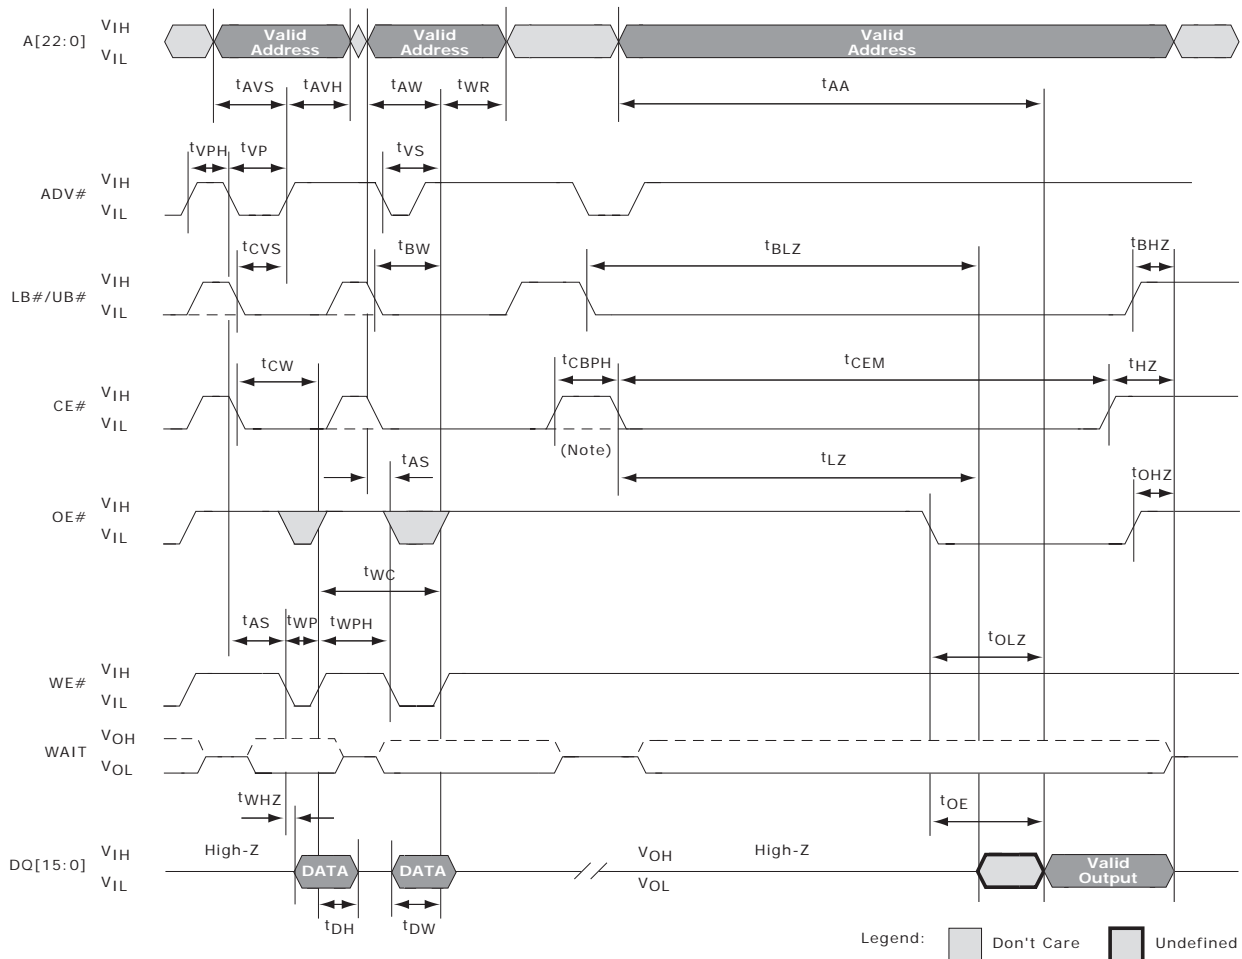 A[22:0] VIH
VIL
Valid Address
Valid Address
Valid Address
tAVS tAVH tAW tWR tAA
tVPH tVP tVS
ADV# VIH
VIL
tCVS tBW tBLZ tBHZ
LB#/UB# VIH
VIL
tCW tCBPH tCEM tHZ
CE# VIH
VIL
(Note)
tAS tLZ tOHZ
OE# VIH
VIL
tWC
tAS tWP tWPH tOLZ
WE# VIH
VIL
WAIT VOH
VOL
tWHZ tOE
DQ[15:0] VIH
VIL
High-Z DATA DATA VOH
VOL
High-Z Valid Output
tDH tDW
Legend: Don't Care Undefined